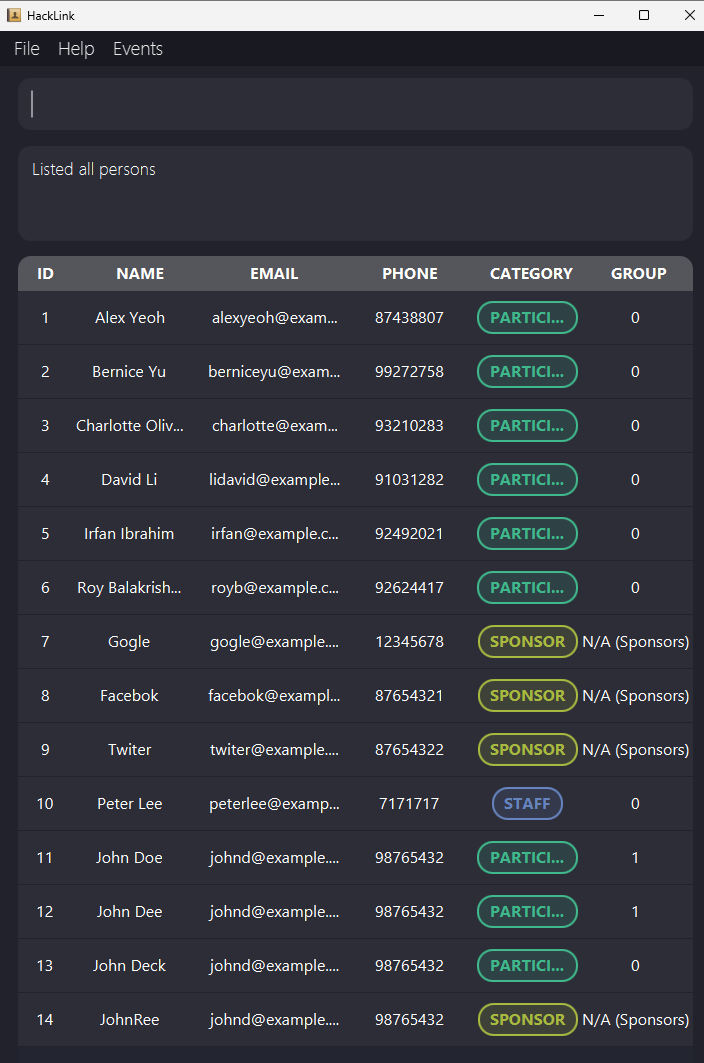 HackLink
File Help Events
Listed all persons
ID NAME EMAIL PHONE CATEGORY GROUP
1 Alex Yeoh alexyeoh@exam... 87438807 PARTICI... 0
2 Bernice Yu berniceyu@exam... 99272758 PARTICI... 0
3 Charlotte Oliv... charlotte@exam... 93210283 PARTICI... 0
4 David Li lidavid@example... 91031282 PARTICI... 0
5 Irfan Ibrahim irfan@example.c... 92492021 PARTICI... 0
6 Roy Balakrish... royb@example.c... 92624417 PARTICI... 0
7 Gogle gogle@example.... 12345678 SPONSOR N/A (Sponsors)
8 Facebok facebok@exampl... 87654321 SPONSOR N/A (Sponsors)
9 Twiter twiter@example.... 87654322 SPONSOR N/A (Sponsors)
10 Peter Lee peterlee@examp... 7171717 STAFF 0
11 John Doe johnd@example.... 98765432 PARTICI... 1
12 John Dee johnd@example.... 98765432 PARTICI... 1
13 John Deck johnd@example.... 98765432 PARTICI... 0
14 JohnRee johnd@example.... 98765432 SPONSOR N/A (Sponsors)